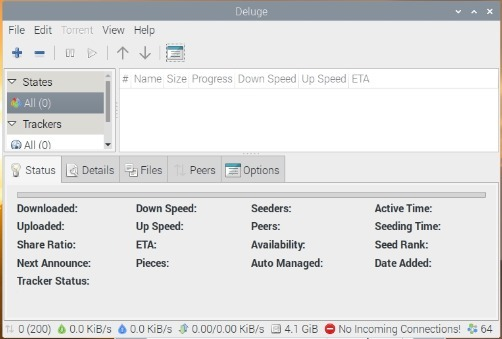 Deluge
File Edit Torrent View Help
States
All (0)
Trackers
All (0)
# Name Size Progress Down Speed Up Speed ETA
Status Details Files Peers Options
Downloaded: Down Speed: Seeders: Active Time:
Uploaded: Up Speed: Peers: Seeding Time:
Share Ratio: ETA: Availability: Seed Rank:
Next Announce: Pieces: Auto Managed: Date Added:
Tracker Status:
0 (200) 0.0 KiB/s 0.0 KiB/s 0.00/0.00 KiB/s 4.1 GiB No Incoming Connections! 64